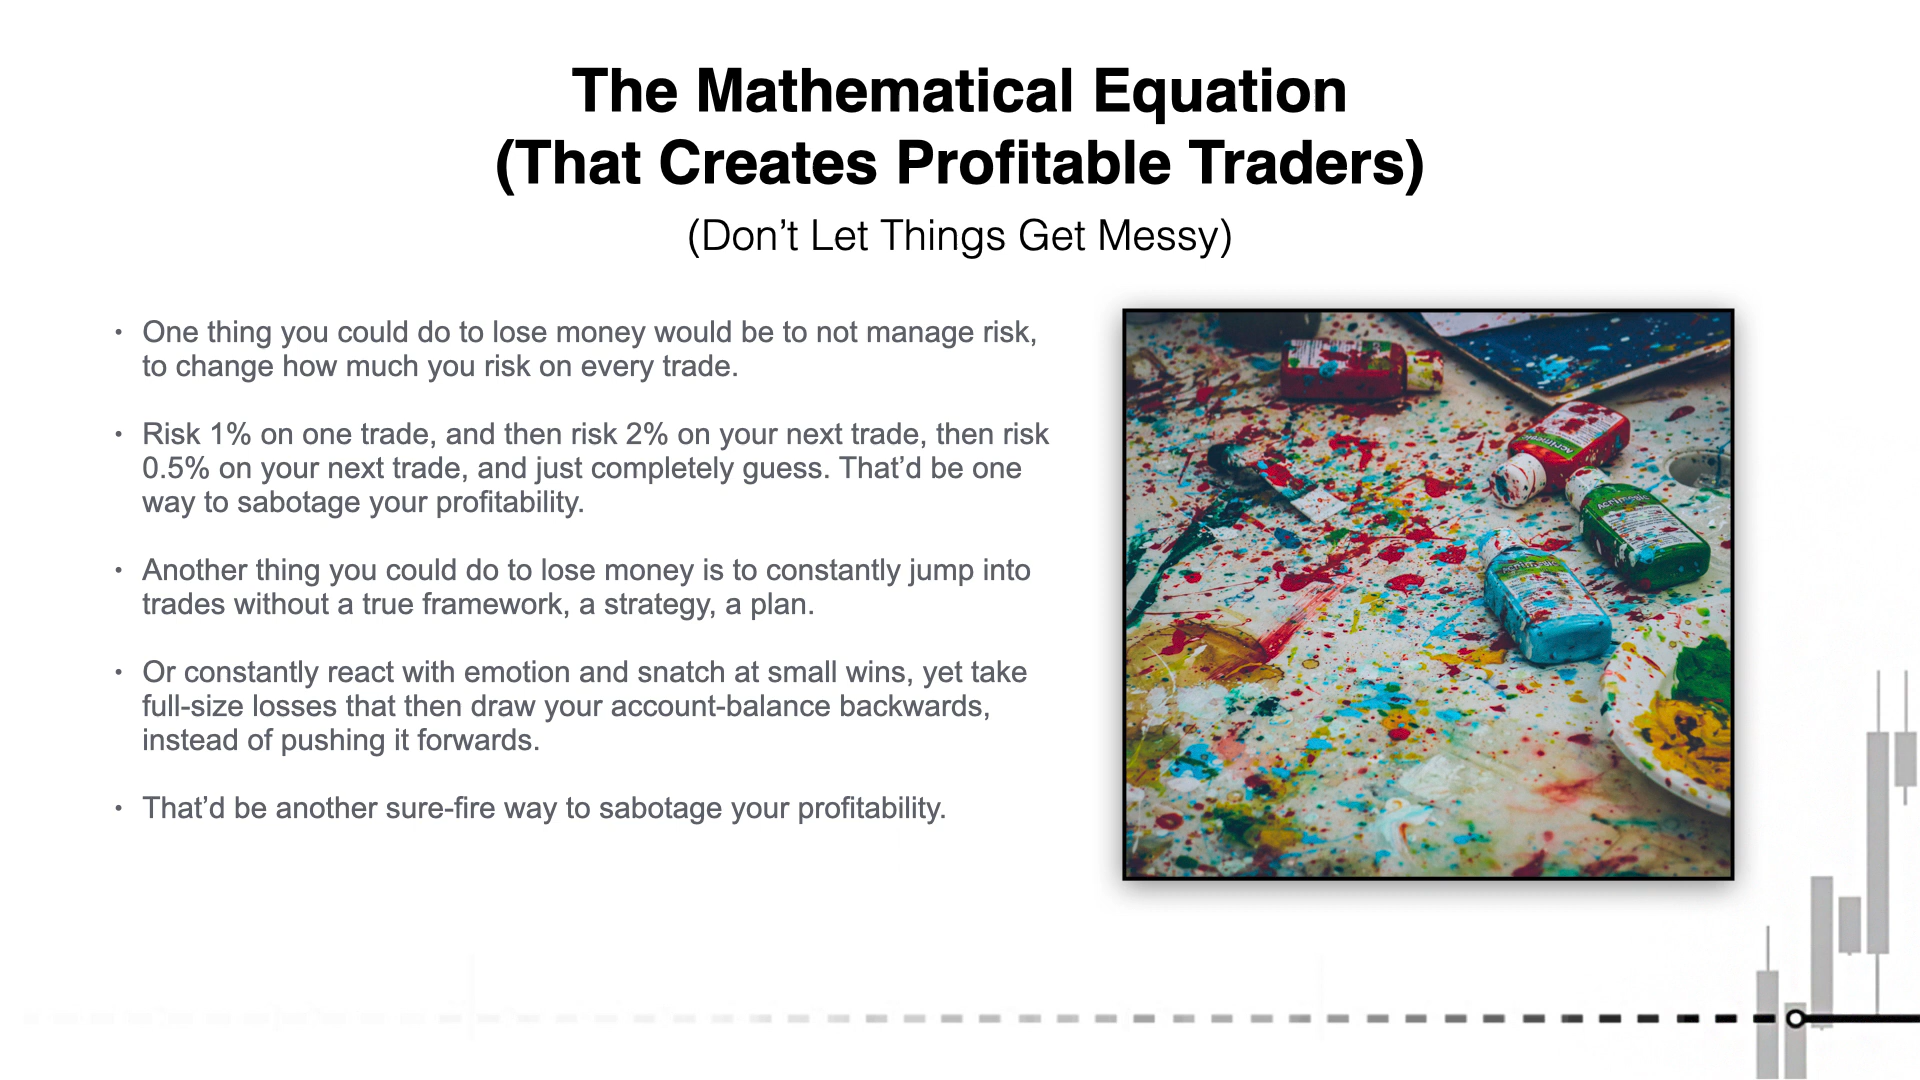 The Mathematical Equation
(That Creates Profitable Traders)
(Don’t Let Things Get Messy)
• One thing you could do to lose money would be to not manage risk,
to change how much you risk on every trade.
• Risk 1% on one trade, and then risk 2% on your next trade, then risk
0.5% on your next trade, and just completely guess. That’d be one
way to sabotage your profitability.
• Another thing you could do to lose money is to constantly jump into
trades without a true framework, a strategy, a plan.
• Or constantly react with emotion and snatch at small wins, yet take
full-size losses that then draw your account-balance backwards,
instead of pushing it forwards.
• That’d be another sure-fire way to sabotage your profitability.